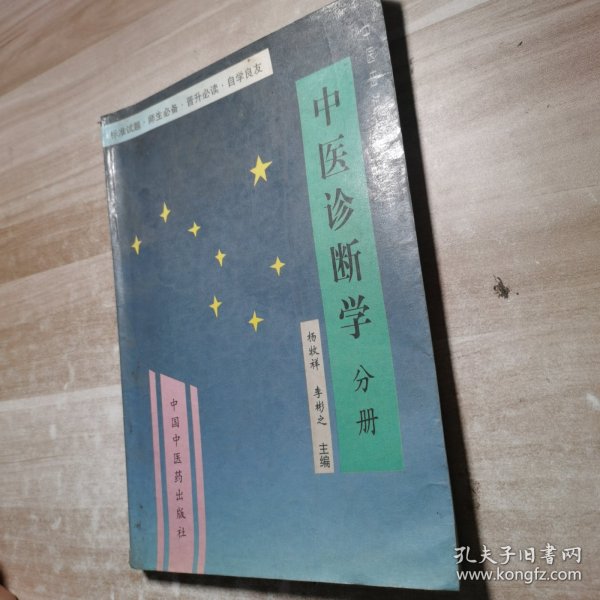 标准试题·师生必备·晋升必读·自学良友
中医诊断学
分册
杨牧祥 李彬之 主编
中国中医药出版社
孔夫子旧书网
www.kongfz.com